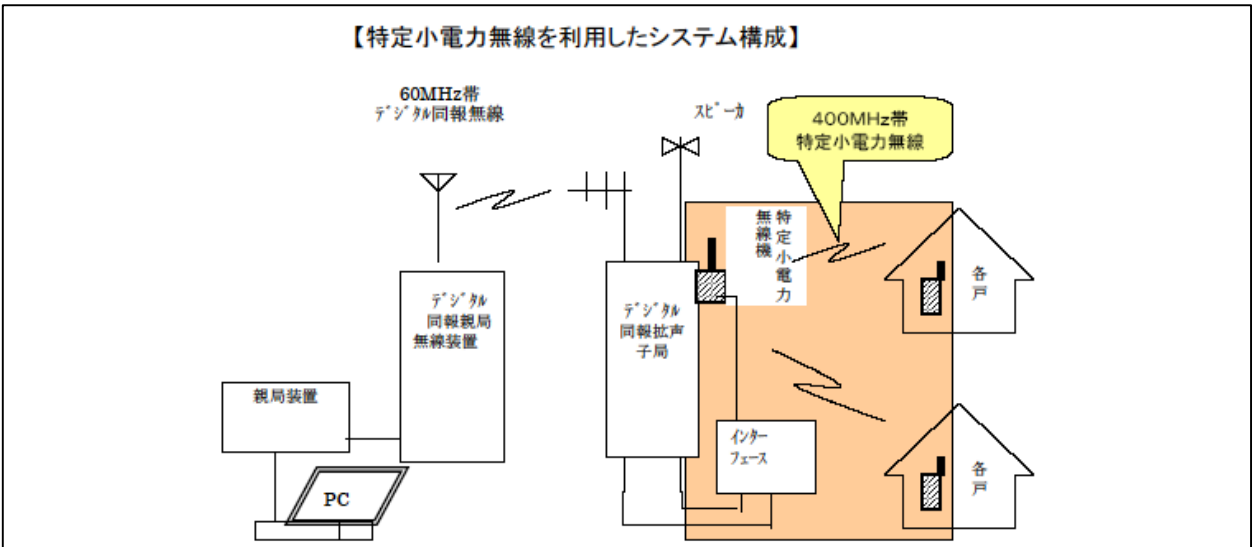 【特定小電力無線を利用したシステム構成】
60MHz帯
ﾃﾞｼﾞﾀﾙ同報無線
ｽﾋﾟｰｶ
400MHz帯
特定小電力無線
特定小電力
無線機
各戸
ﾃﾞｼﾞﾀﾙ
同報親局
無線装置
ﾃﾞｼﾞﾀﾙ
同報拡声
子局
親局装置
ｲﾝﾀｰ
ﾌｪｰｽ
各戸
PC